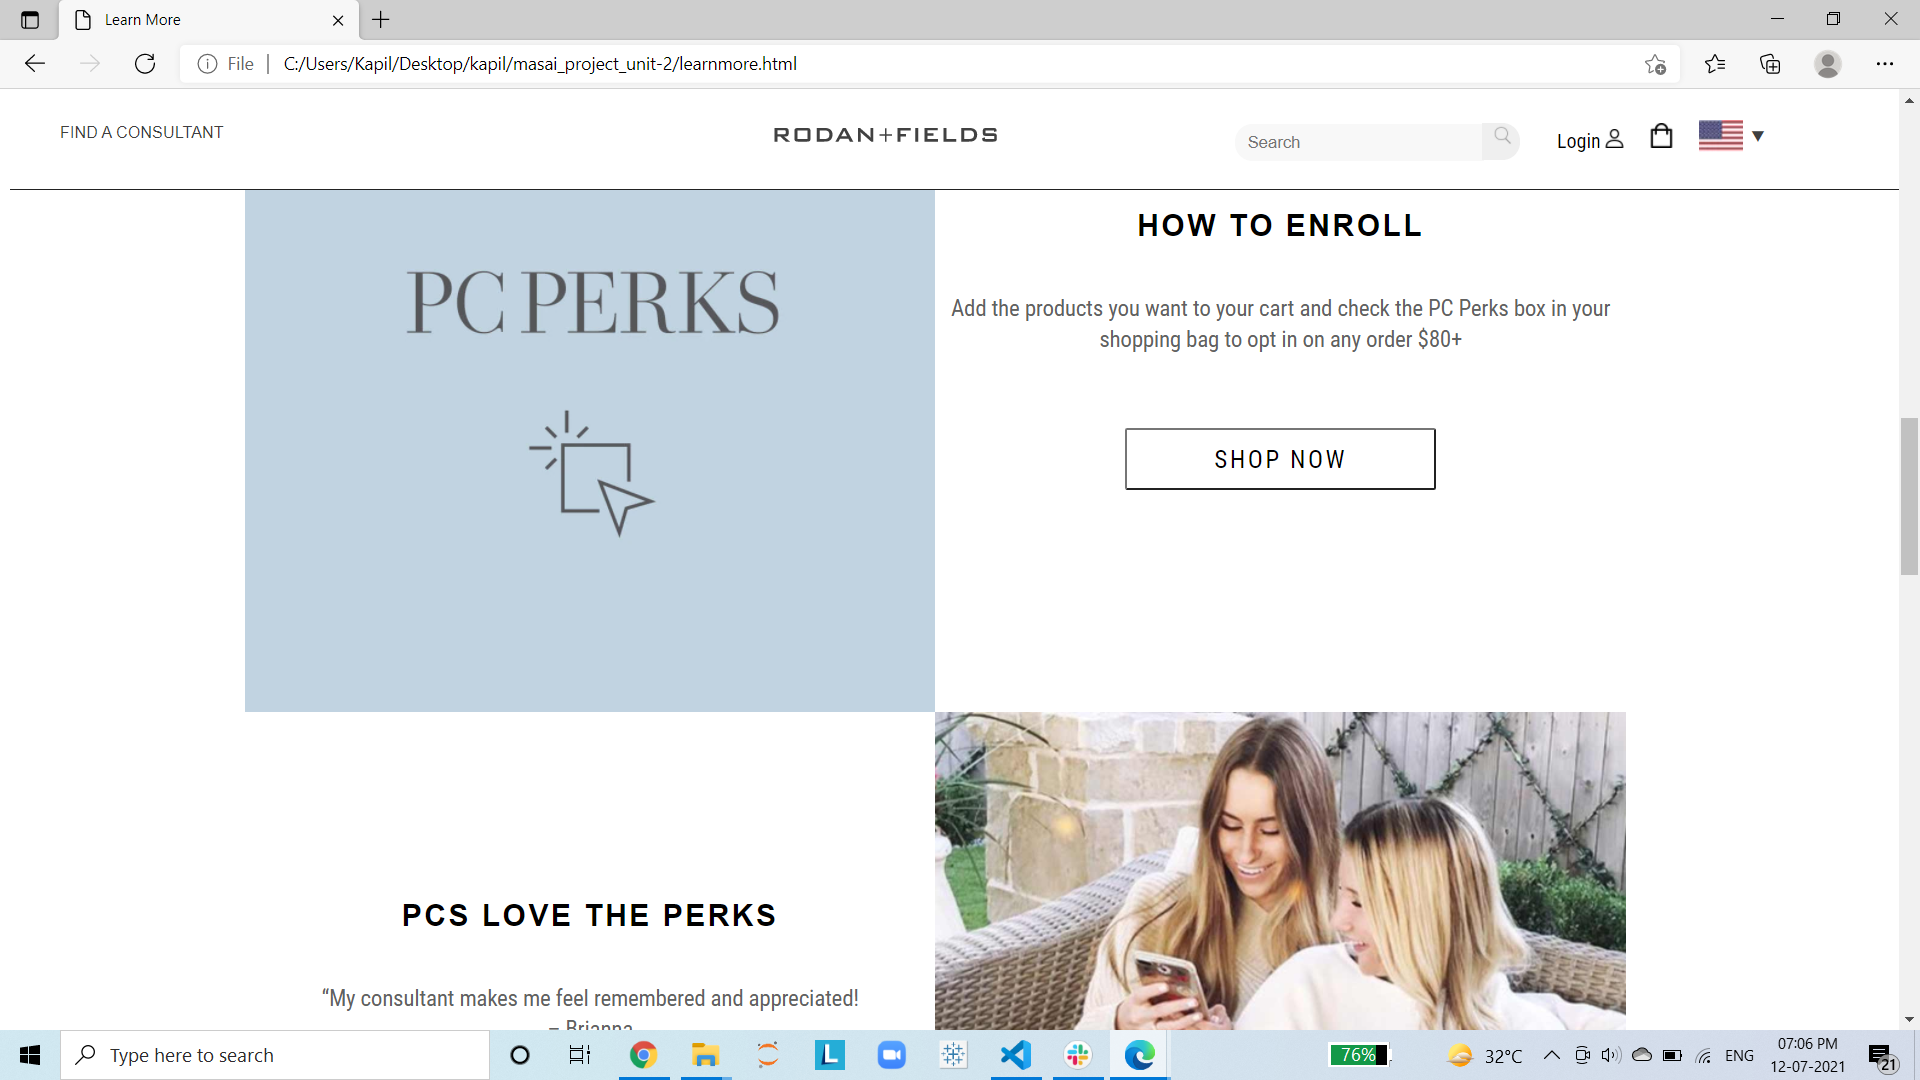 Learn More
File
C:/Users/Kapil/Desktop/kapil/masai_project_unit-2/learnmore.html
FIND A CONSULTANT
RODAN+FIELDS
Search
Login
PC PERKS
HOW TO ENROLL
Add the products you want to your cart and check the PC Perks box in your
shopping bag to opt in on any order $80+
SHOP NOW
PCS LOVE THE PERKS
“My consultant makes me feel remembered and appreciated!
– Brianna
Type here to search
L
76%
32°C
ENG
07:06 PM
12-07-2021
21